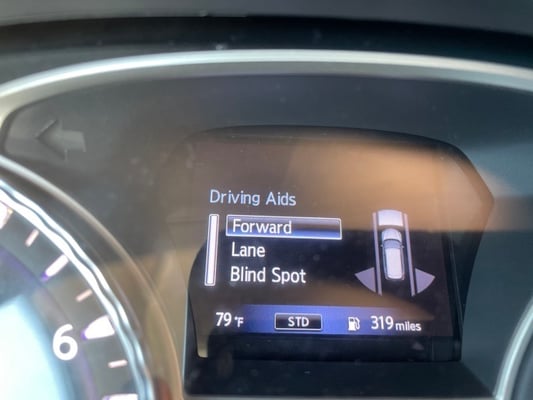 Driving Aids
Forward
Lane
Blind Spot
79°F STD 319 miles
6